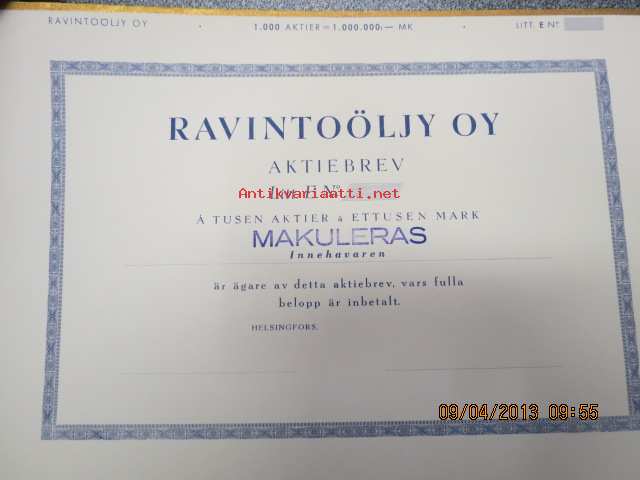 RAVINTOÖLJY OY
1.000 AKTIER = 1.000.000:— MK
LITT. E Nº
RAVINTOÖLJY OY
AKTIEBREV
Litt. E Nº
Antikvariaatti.net
À TUSEN AKTIER à ETTUSEN MARK
MAKULERAS
Innehavaren
är ägare av detta aktiebrev, vars fulla
belopp är inbetalt.
HELSINGFORS,
09/04/2013 09:55